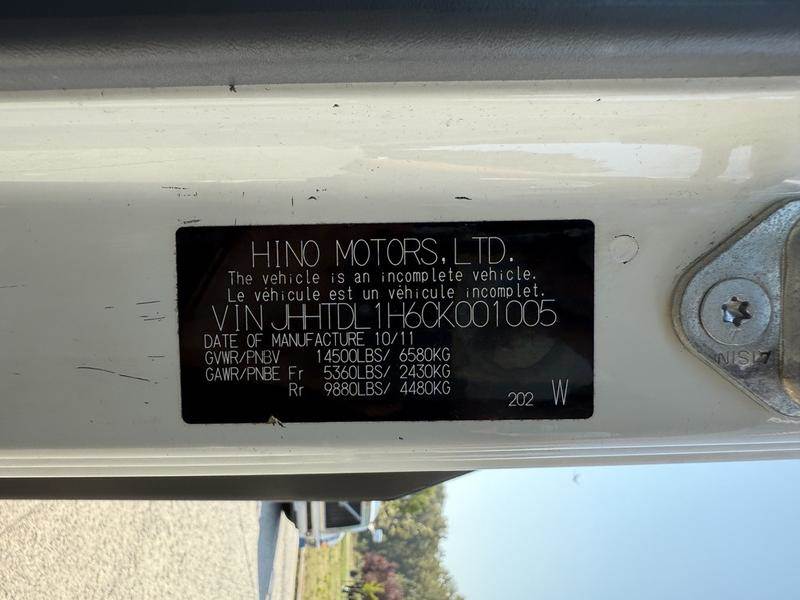 HINO MOTORS,LTD.
The vehicle is an incomplete vehicle.
Le véhicule est un véhicule incomplet.
VIN JHHTDL1H6CK001005
DATE OF MANUFACTURE 10/11
GVWR/PNBV 14500LBS/ 6580KG
GAWR/PNBE Fr 5360LBS/ 2430KG
Rr 9880LBS/ 4480KG
202 W